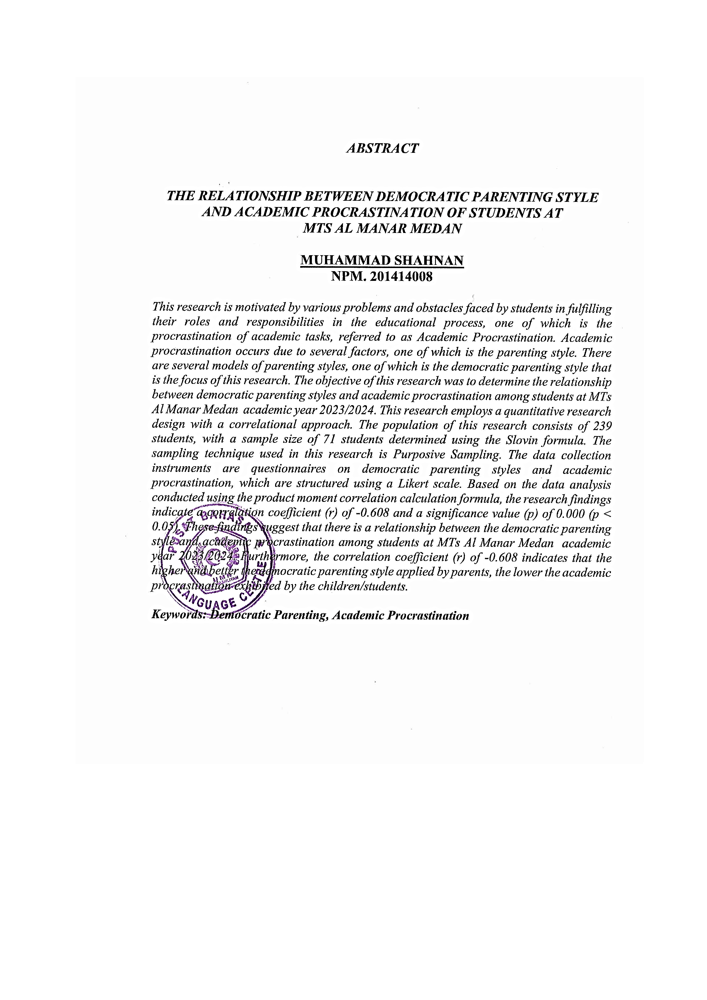 ABSTRACT
THE RELATIONSHIP BETWEEN DEMOCRATIC PARENTING STYLE
AND ACADEMIC PROCRASTINATION OF STUDENTS AT
MTS AL MANAR MEDAN
MUHAMMAD SHAHNAN
NPM. 201414008
This research is motivated by various problems and obstacles faced by students in fulfilling
their roles and responsibilities in the educational process, one of which is the
procrastination of academic tasks, referred to as Academic Procrastination. Academic
procrastination occurs due to several factors, one of which is the parenting style. There
are several models of parenting styles, one of which is the democratic parenting style that
is the focus of this research. The objective of this research was to determine the relationship
between democratic parenting styles and academic procrastination among students at MTs
Al Manar Medan academic year 2023/2024. This research employs a quantitative research
design with a correlational approach. The population of this research consists of 239
students, with a sample size of 71 students determined using the Slovin formula. The
sampling technique used in this research is Purposive Sampling. The data collection
instruments are questionnaires on democratic parenting styles and academic
procrastination, which are structured using a Likert scale. Based on the data analysis
conducted using the product moment correlation calculation formula, the research findings
indicate a correlation coefficient (r) of -0.608 and a significance value (p) of 0.000 (p <
0.05). These findings suggest that there is a relationship between the democratic parenting
style and academic procrastination among students at MTs Al Manar Medan academic
year 2023/2024. Furthermore, the correlation coefficient (r) of -0.608 indicates that the
higher and better the democratic parenting style applied by parents, the lower the academic
procrastination exhibited by the children/students.
Keywords: Democratic Parenting, Academic Procrastination
PUSAT BAHASA
LANGUAGE CENTRE